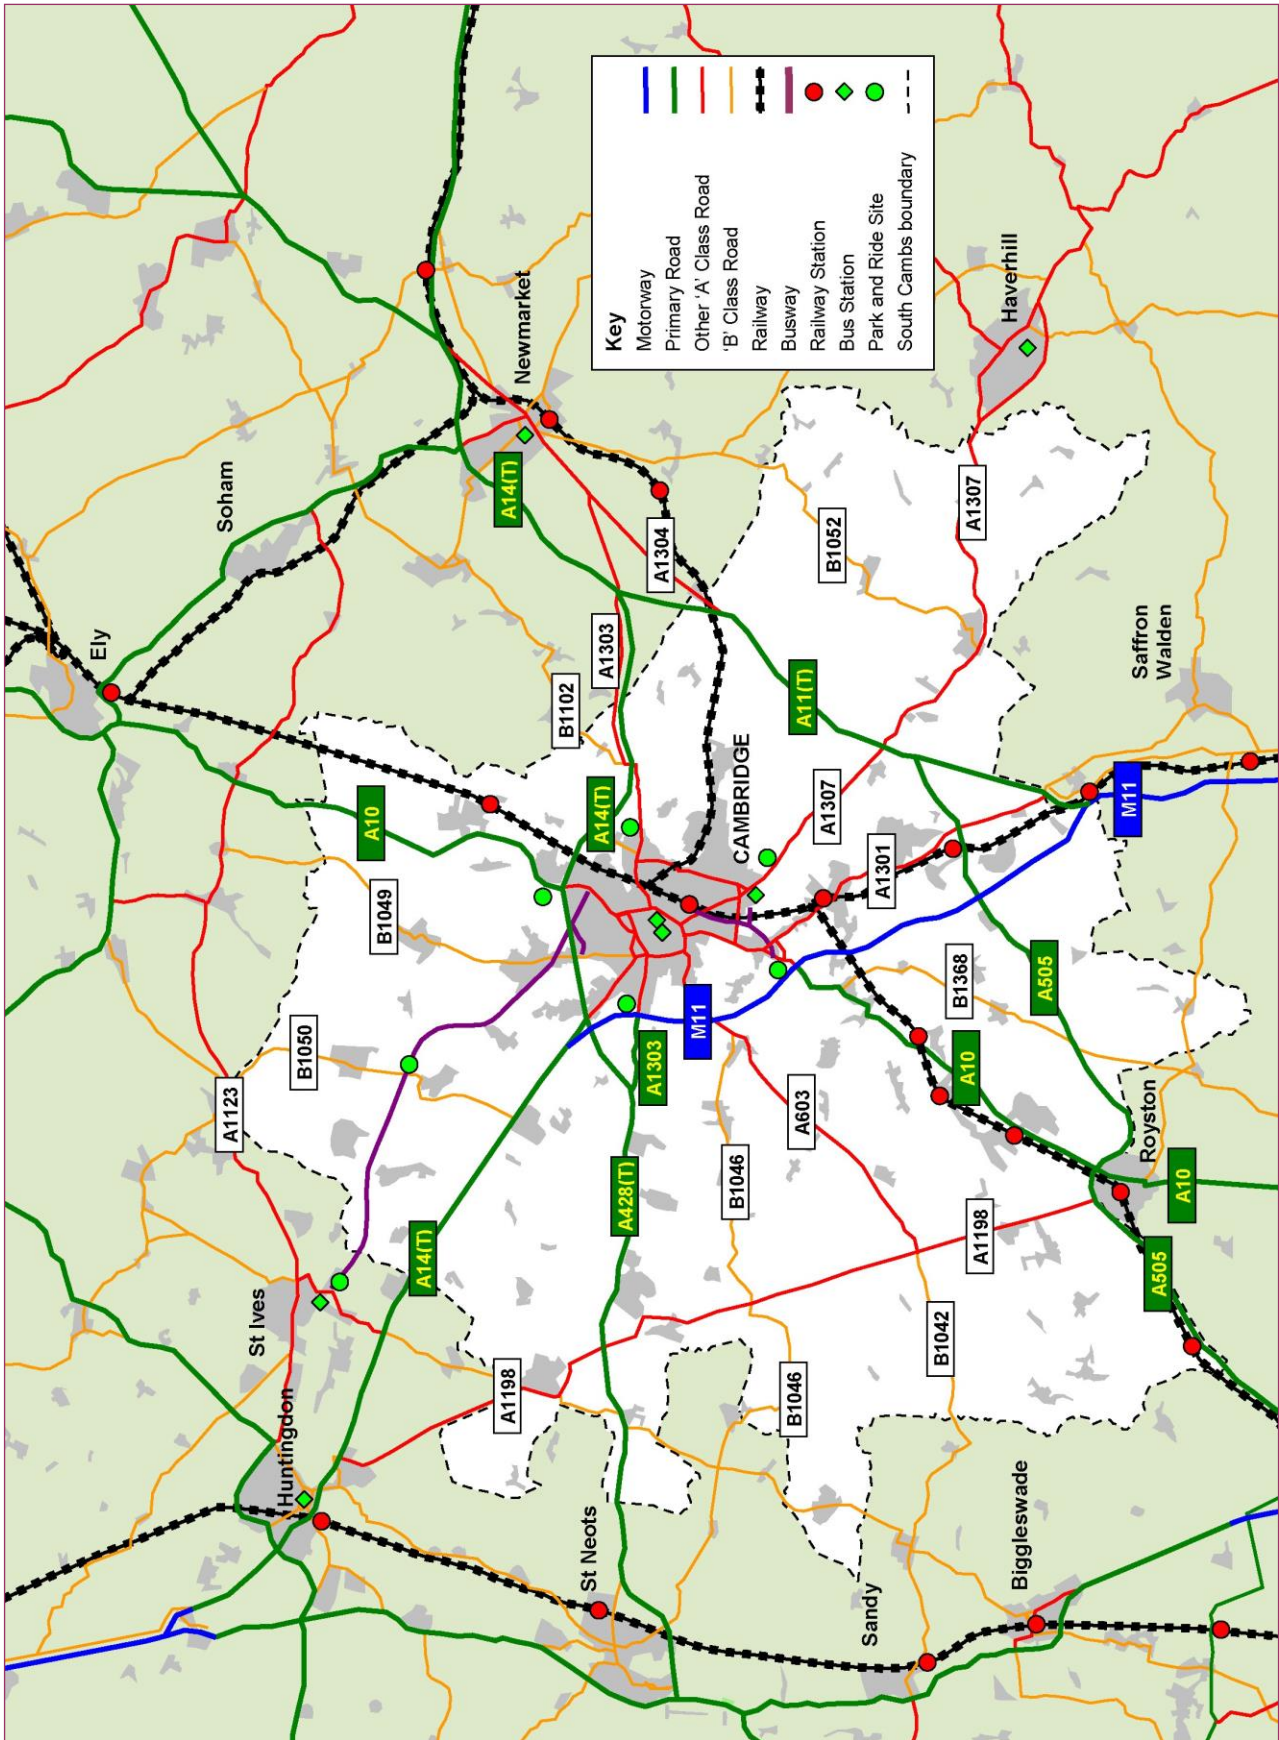 Huntingdon
St Ives
A1123
Soham
Ely
Newmarket
A14(T)
A1304
A1303
B1102
A14(T)
A10
B1049
B1050
A14(T)
A1198
St Neots
A428(T)
A1303
M11
CAMBRIDGE
A11(T)
B1052
A1307
Haverhill
A1307
A1301
B1046
A603
B1046
B1042
A1198
A10
B1368
A505
M11
Saffron
Walden
Royston
A10
A505
Sandy
Biggleswade
Key
Motorway
Primary Road
Other 'A' Class Road
'B' Class Road
Railway
Busway
Railway Station
Bus Station
Park and Ride Site
South Cambs boundary